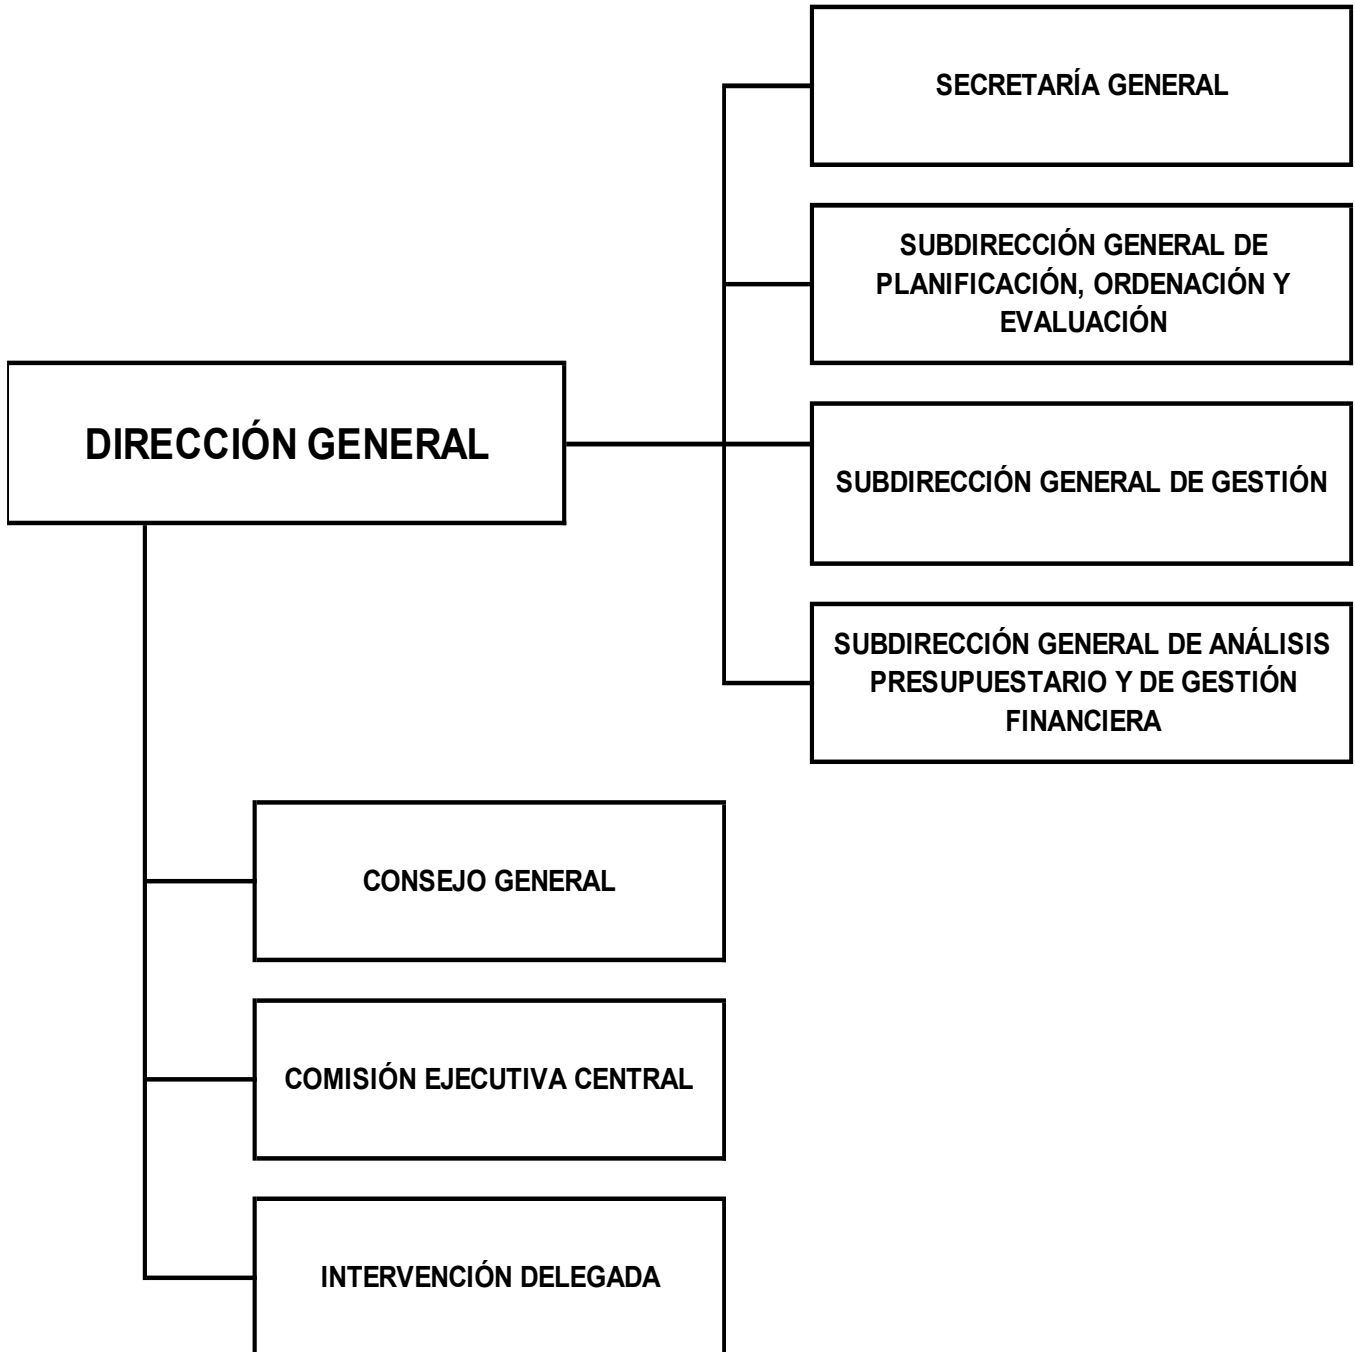 SECRETARÍA GENERAL
SUBDIRECCIÓN GENERAL DE
PLANIFICACIÓN, ORDENACIÓN Y
EVALUACIÓN
DIRECCIÓN GENERAL
SUBDIRECCIÓN GENERAL DE GESTIÓN
SUBDIRECCIÓN GENERAL DE ANÁLISIS
PRESUPUESTARIO Y DE GESTIÓN
FINANCIERA
CONSEJO GENERAL
COMISIÓN EJECUTIVA CENTRAL
INTERVENCIÓN DELEGADA